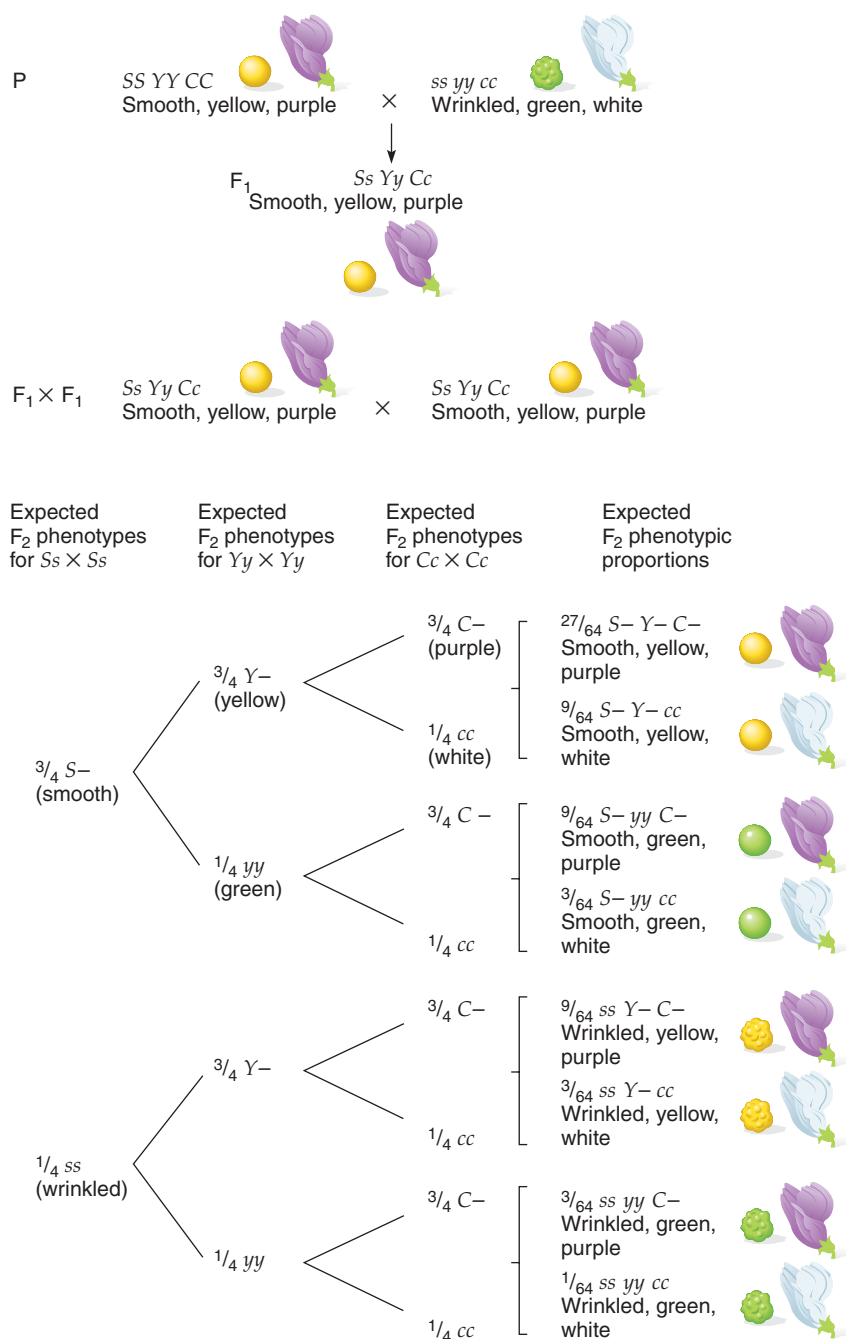 P
SS YY CC
Smooth, yellow, purple
×
ss yy cc
Wrinkled, green, white
F1
Ss Yy Cc
Smooth, yellow, purple
F1 × F1
Ss Yy Cc
Smooth, yellow, purple
×
Ss Yy Cc
Smooth, yellow, purple
Expected
F2 phenotypes
for Ss × Ss
Expected
F2 phenotypes
for Yy × Yy
Expected
F2 phenotypes
for Cc × Cc
Expected
F2 phenotypic
proportions
3/4 S–
(smooth)
3/4 Y–
(yellow)
3/4 C–
(purple)
27/64 S– Y– C–
Smooth, yellow,
purple
1/4 cc
(white)
9/64 S– Y– cc
Smooth, yellow,
white
1/4 yy
(green)
3/4 C –
9/64 S– yy C–
Smooth, green,
purple
1/4 cc
3/64 S– yy cc
Smooth, green,
white
1/4 ss
(wrinkled)
3/4 Y–
3/4 C–
9/64 ss Y– C–
Wrinkled, yellow,
purple
1/4 cc
3/64 ss Y– cc
Wrinkled, yellow,
white
1/4 yy
3/4 C–
3/64 ss yy C–
Wrinkled, green,
purple
1/4 cc
1/64 ss yy cc
Wrinkled, green,
white